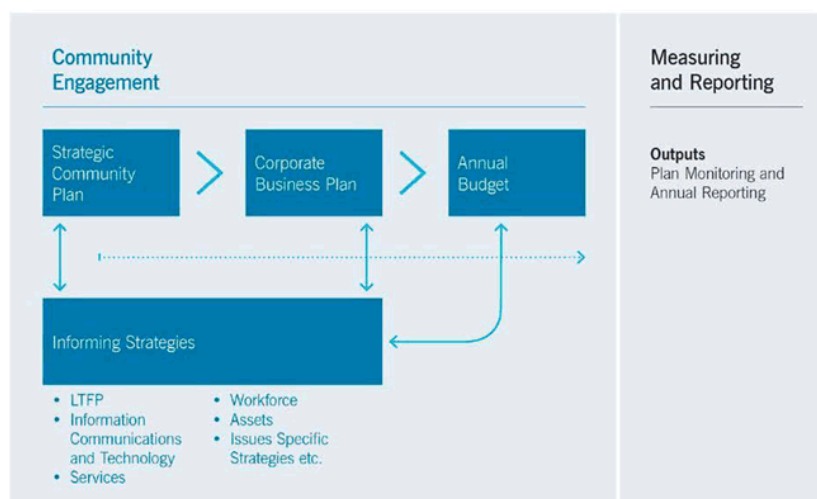 Community
Engagement
Measuring
and Reporting
Strategic
Community
Plan
Corporate
Business Plan
Annual
Budget
Outputs
Plan Monitoring and
Annual Reporting
Informing Strategies
• LTFP
• Information
Communications
and Technology
• Services
• Workforce
• Assets
• Issues Specific
Strategies etc.